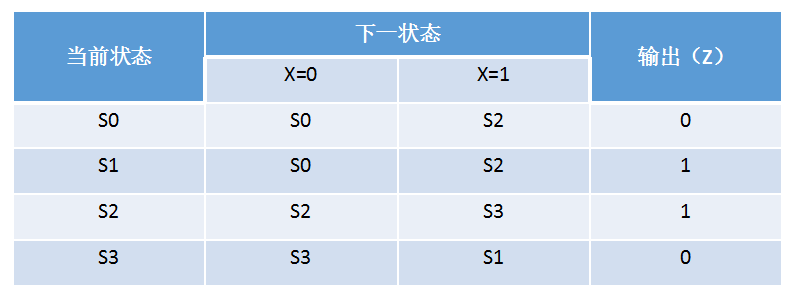 当前状态 下一状态 输出（Z）
X=0 X=1
S0 S0 S2 0
S1 S0 S2 1
S2 S2 S3 1
S3 S3 S1 0